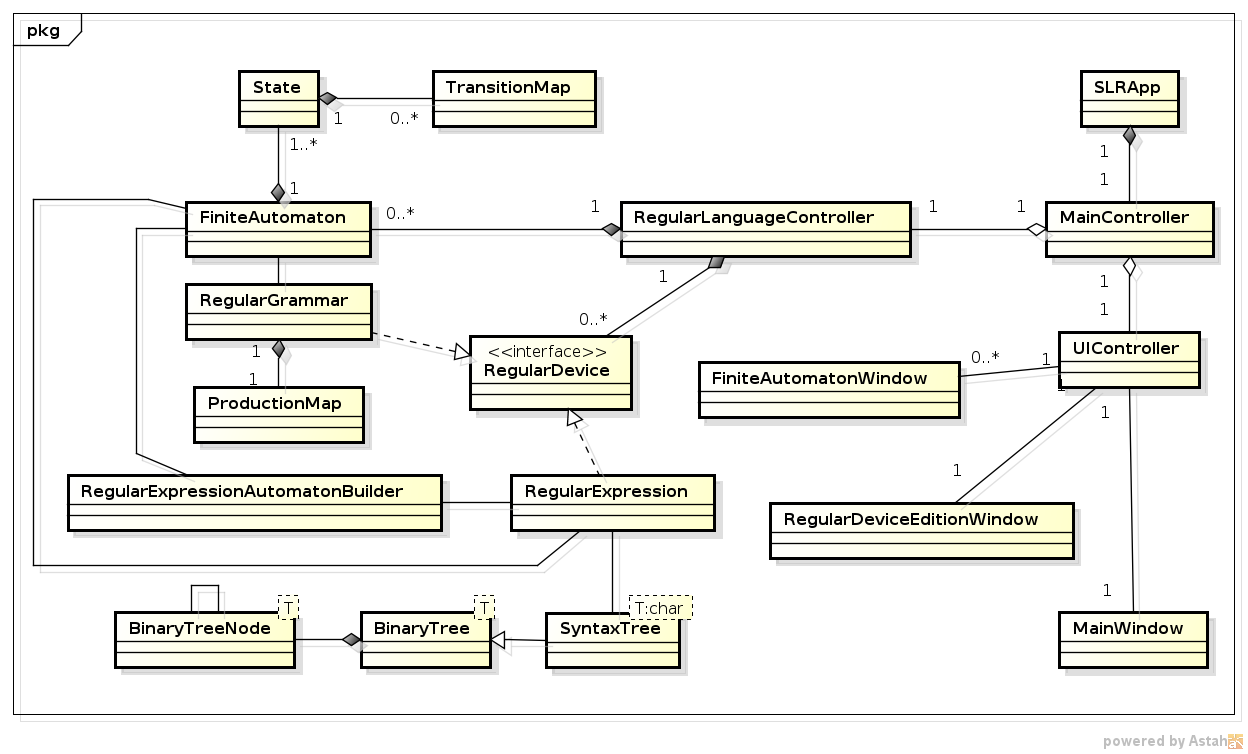 pkg
State
TransitionMap
SLRApp
1
0..*
1..*
1
1
1
FiniteAutomaton
0..*
1
RegularLanguageController
1
1
MainController
1
1
0..*
1
1
RegularGrammar
<<interface>>
RegularDevice
UIController
0..*
1
1
1
FiniteAutomatonWindow
1
1
ProductionMap
1
RegularExpressionAutomatonBuilder
RegularExpression
RegularDeviceEditionWindow
1
T
T
T:char
BinaryTreeNode
BinaryTree
SyntaxTree
MainWindow
powered by Astah